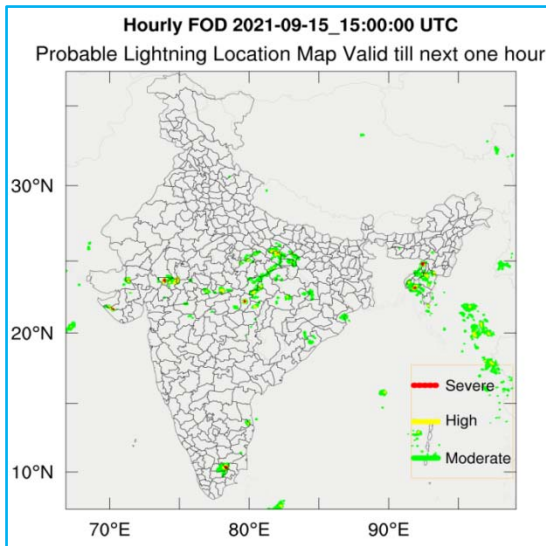 Hourly FOD 2021-09-15_15:00:00 UTC
Probable Lightning Location Map Valid till next one hour
30°N
20°N
10°N
Severe
High
Moderate
70°E
80°E
90°E